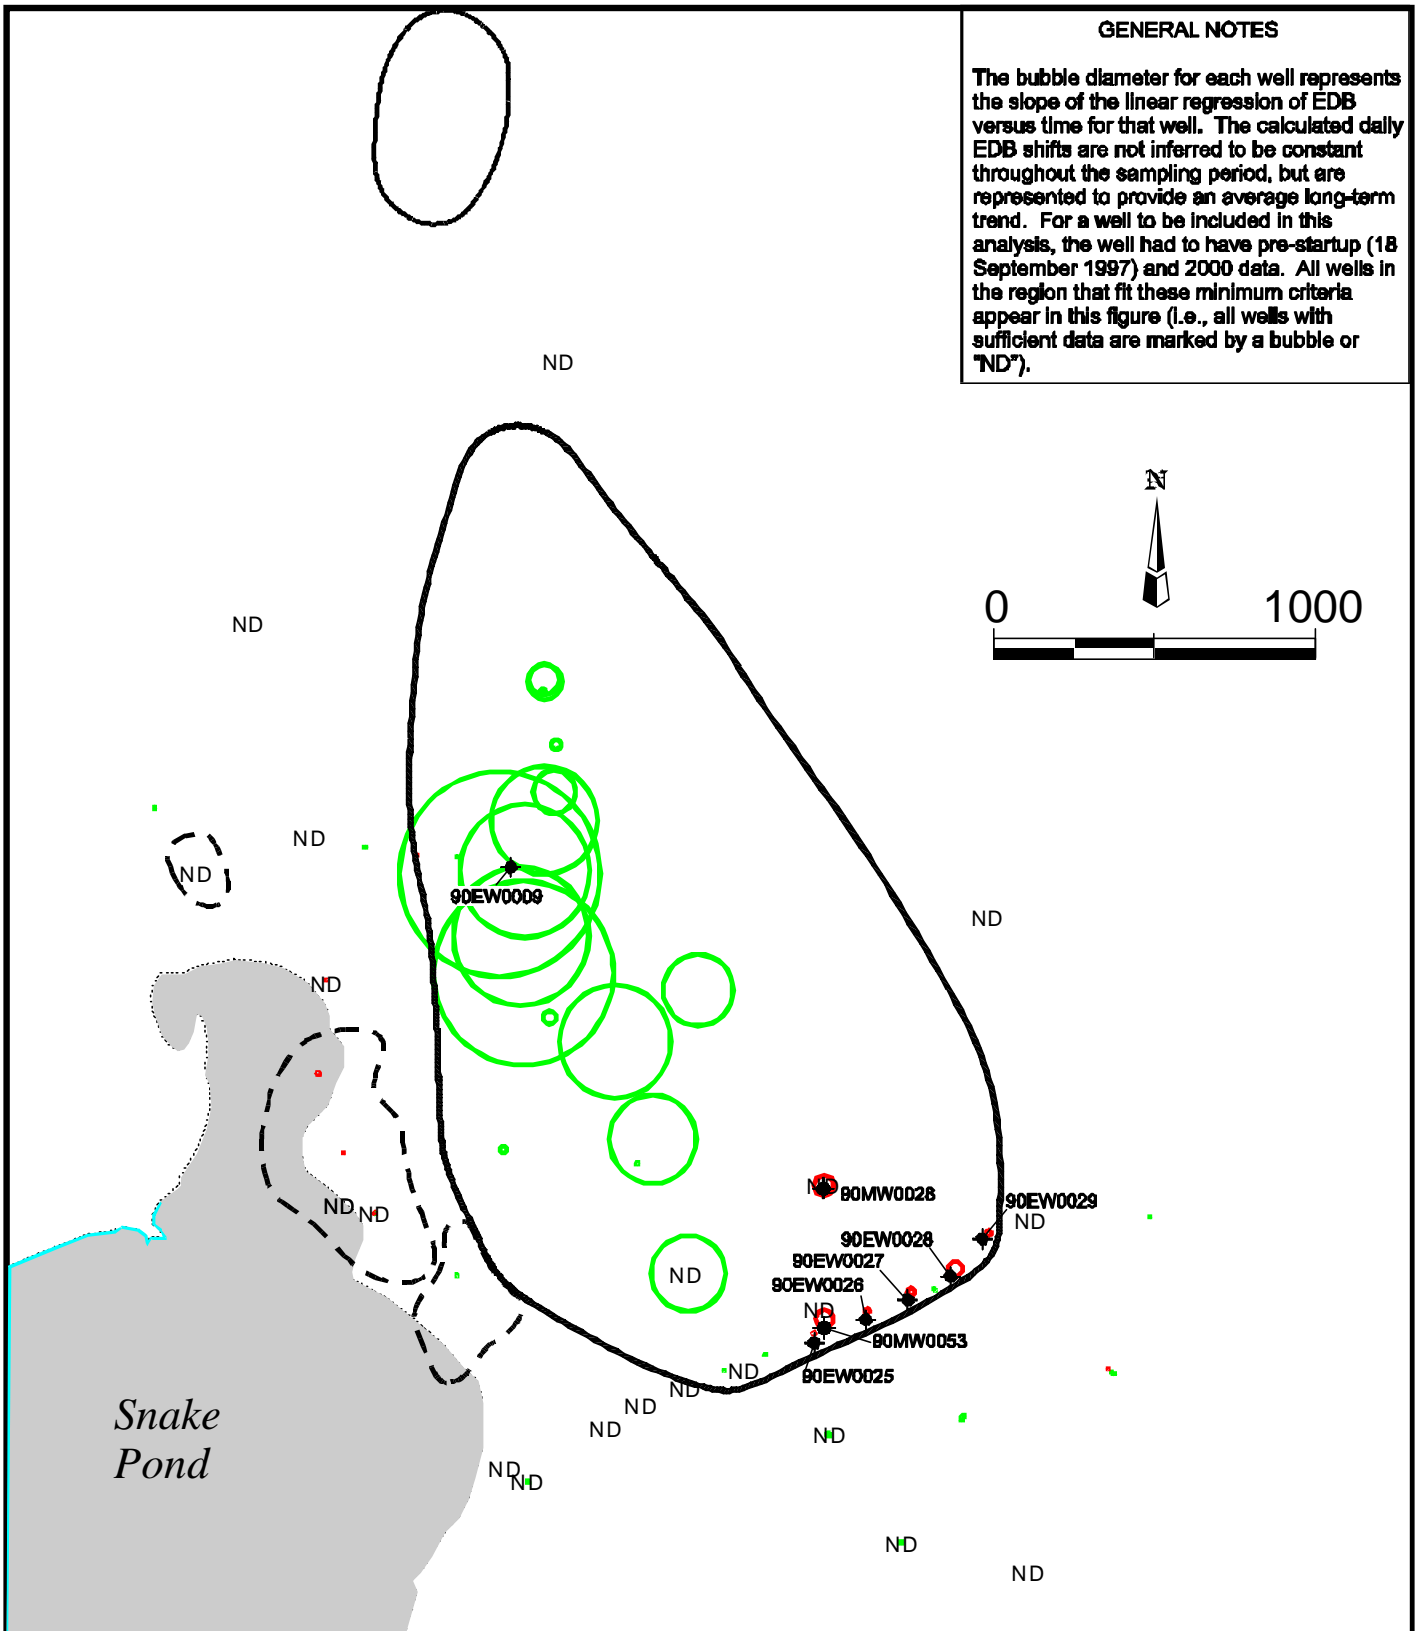 GENERAL NOTES
The bubble diameter for each well represents
the slope of the linear regression of EDB
versus time for that well. The calculated daily
EDB shifts are not inferred to be constant
throughout the sampling period, but are
represented to provide an average long-term
trend. For a well to be included in this
analysis, the well had to have pre-startup (18
September 1997) and 2000 data. All wells in
the region that fit these minimum criteria
appear in this figure (i.e., all wells with
sufficient data are marked by a bubble or
"ND").
ND
N
0 1000
ND
ND
ND
90EW0009
ND
ND
ND
90MW0028
90EW0029
ND
ND
ND
90EW0028
90EW0027
ND
90EW0026
ND
90MW0053
90EW0025
ND
ND
ND
ND
ND
ND
ND
Snake
Pond
ND
ND
ND